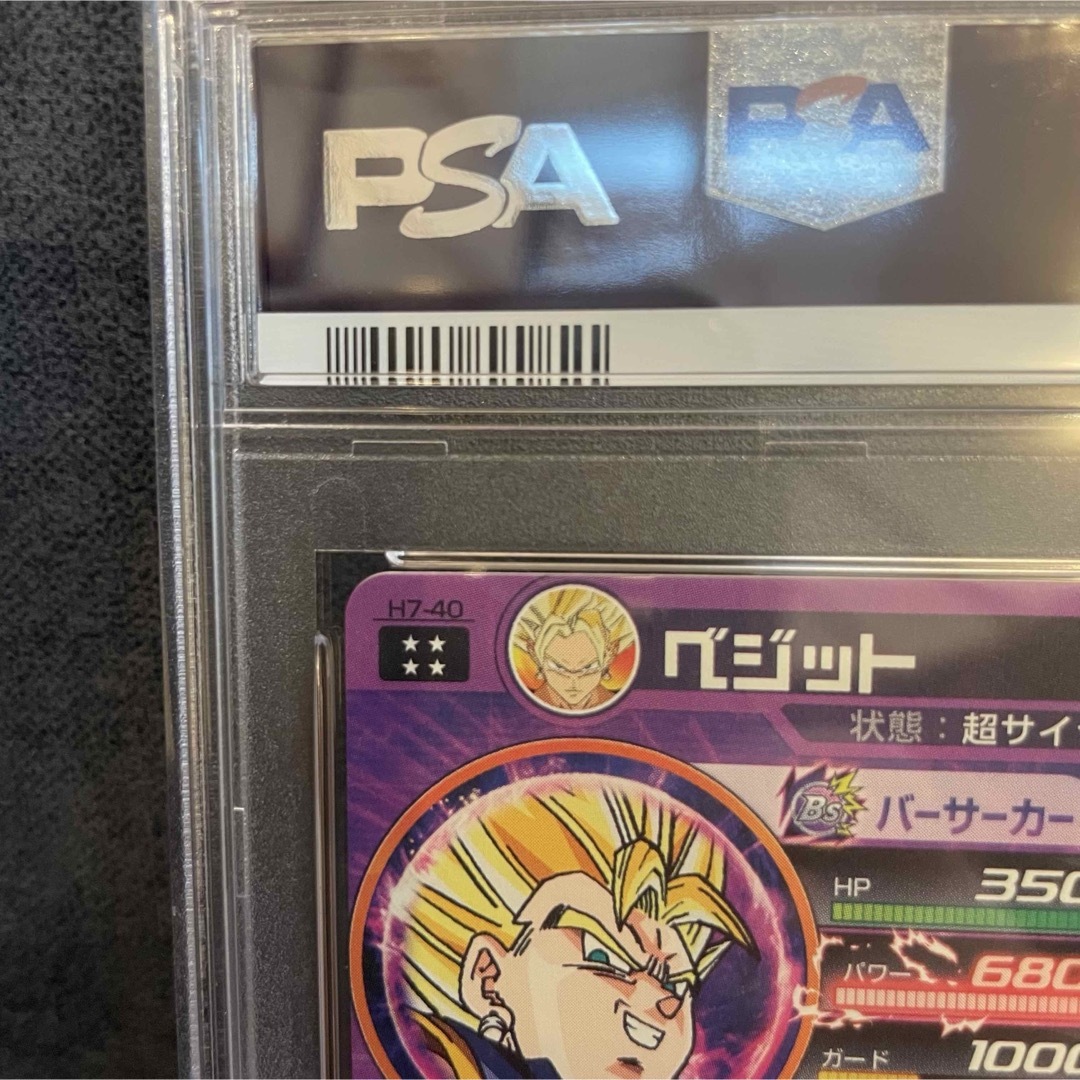 PSA PSA
H7-40
ベジット
状態：超サイ
Bs バーサーカー
HP 350
パワー 680
ガード 1000